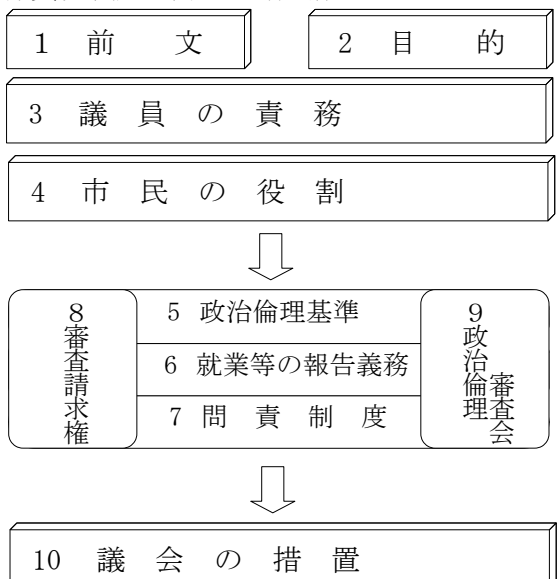 1 前 文
2 目 的
3 議 員 の 責 務
4 市 民 の 役 割
8 審査請求権
5 政治倫理基準
6 就業等の報告義務
7 問 責 制 度
9 政治倫理審査会
10 議 会 の 措 置